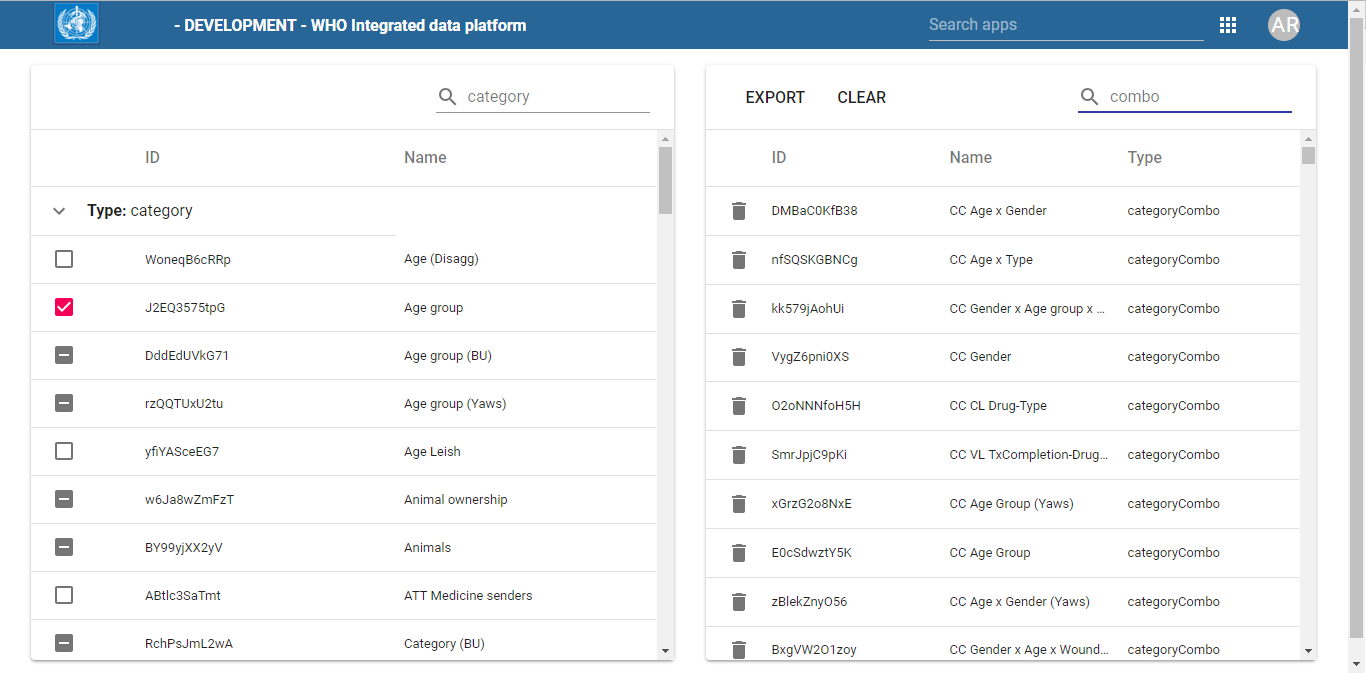 - DEVELOPMENT - WHO Integrated data platform
Search apps
AR
category
ID Name
Type: category
WoneqB6cRRp Age (Disagg)
J2EQ3575tpG Age group
DddEdUVkG71 Age group (BU)
rzQQTUxU2tu Age group (Yaws)
yfiYASceEG7 Age Leish
w6Ja8wZmFzT Animal ownership
BY99yjXX2yV Animals
ABtlc3SaTmt ATT Medicine senders
RchPsJmL2wA Category (BU)
EXPORT CLEAR combo
ID Name Type
DMBaC0KfB38 CC Age x Gender categoryCombo
nfSQSKGBNCg CC Age x Type categoryCombo
kk579jAohUi CC Gender x Age group x ... categoryCombo
VygZ6pni0XS CC Gender categoryCombo
O2oNNNfoH5H CC CL Drug-Type categoryCombo
SmrJpjC9pKi CC VL TxCompletion-Drug... categoryCombo
xGrzG2o8NxE CC Age Group (Yaws) categoryCombo
E0cSdwztY5K CC Age Group categoryCombo
zBlekZnyO56 CC Age x Gender (Yaws) categoryCombo
BxgVW2O1zoy CC Gender x Age x Wound... categoryCombo